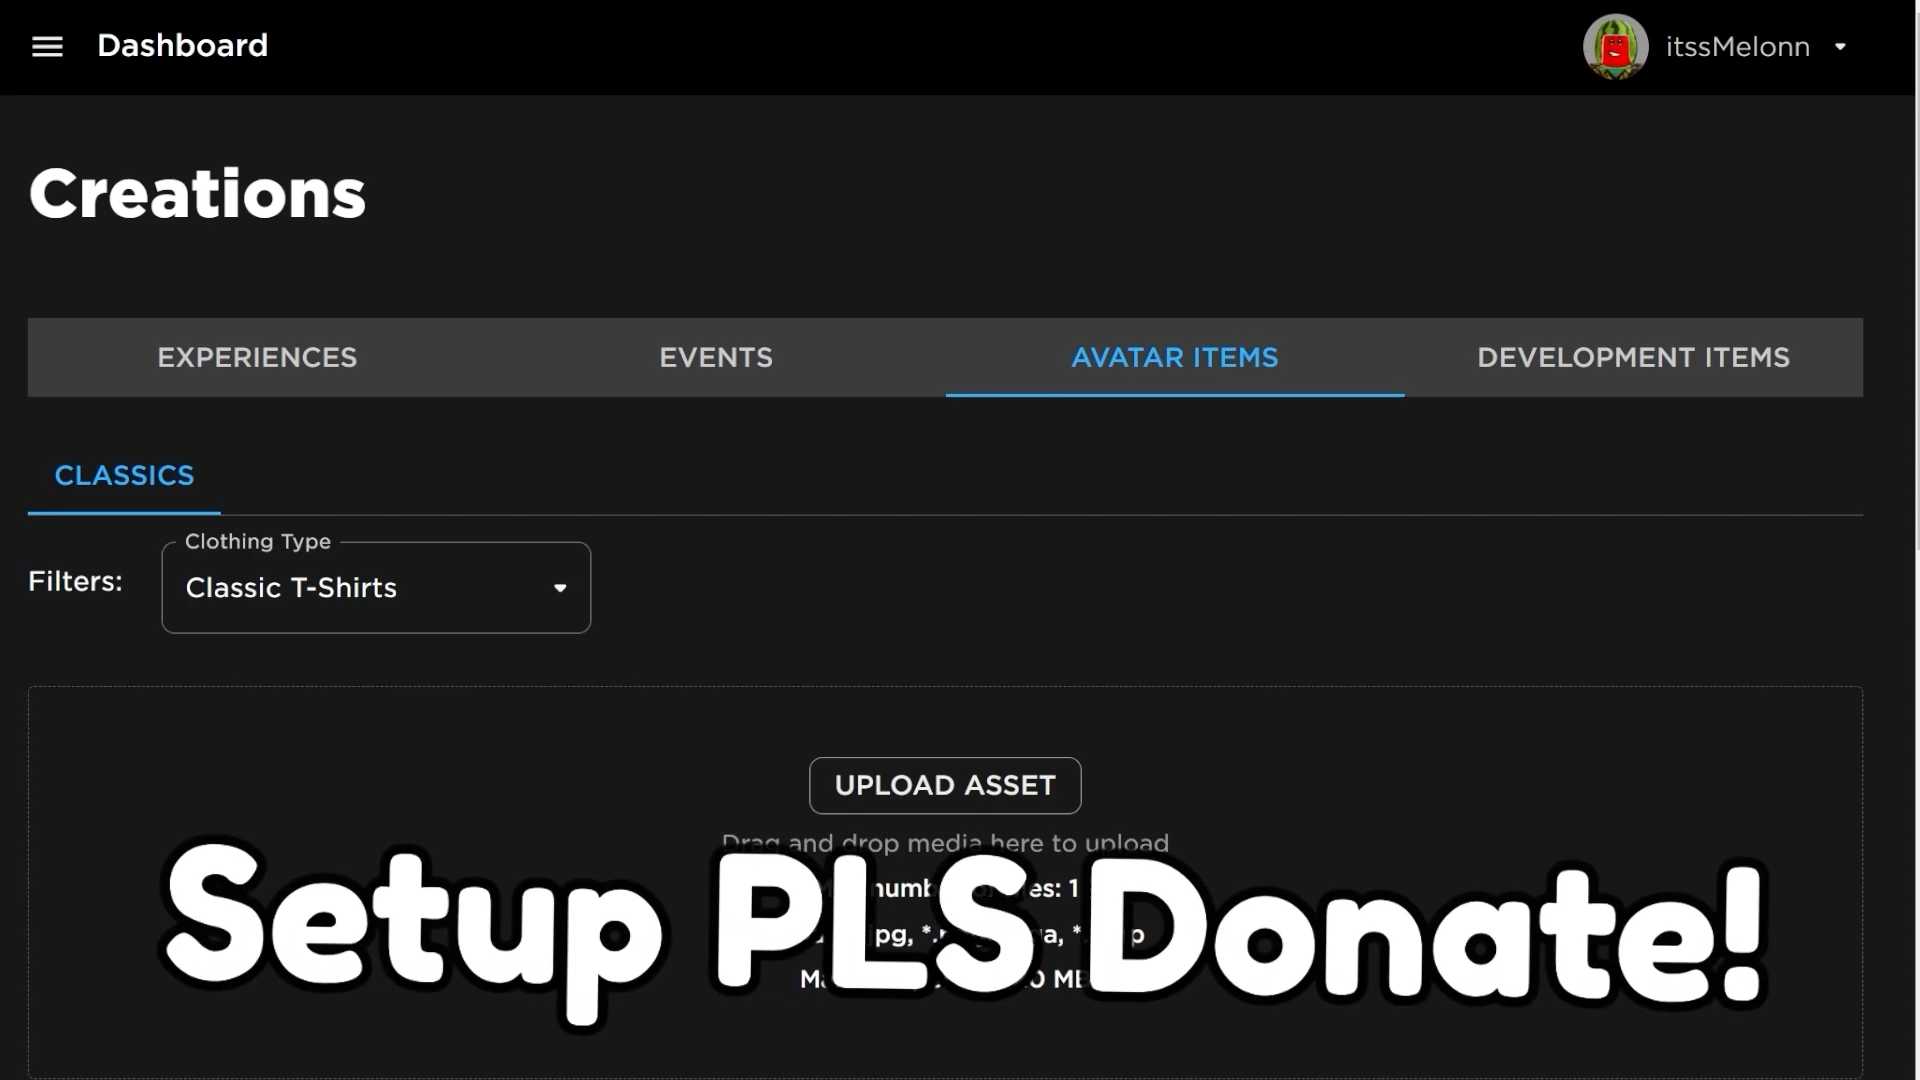 Dashboard
itssMelonn
Creations
EXPERIENCES
EVENTS
AVATAR ITEMS
DEVELOPMENT ITEMS
CLASSICS
Filters:
Clothing Type
Classic T-Shirts
UPLOAD ASSET
Drag and drop media here to upload
Setup PLS Donate!